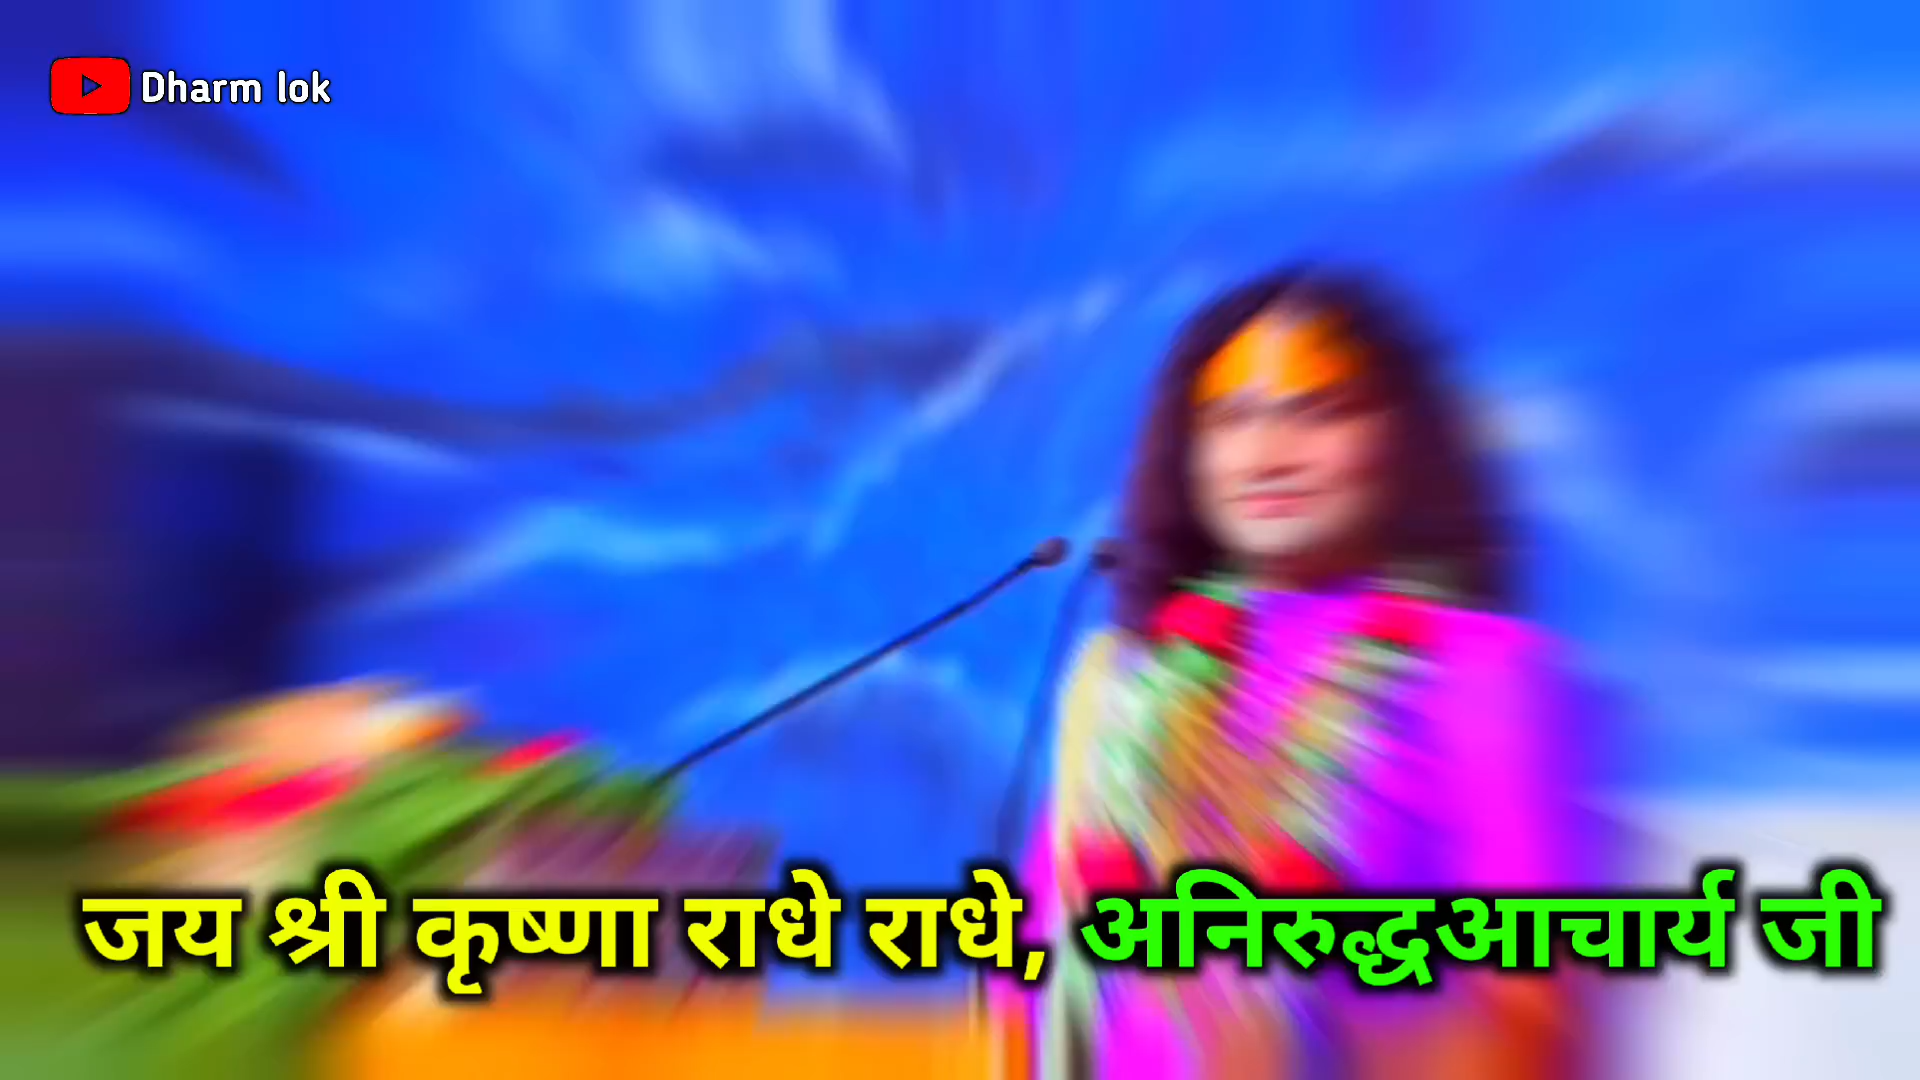 Dharm lok
जय श्री कृष्णा राधे राधे, अनिरुद्धआचार्य जी